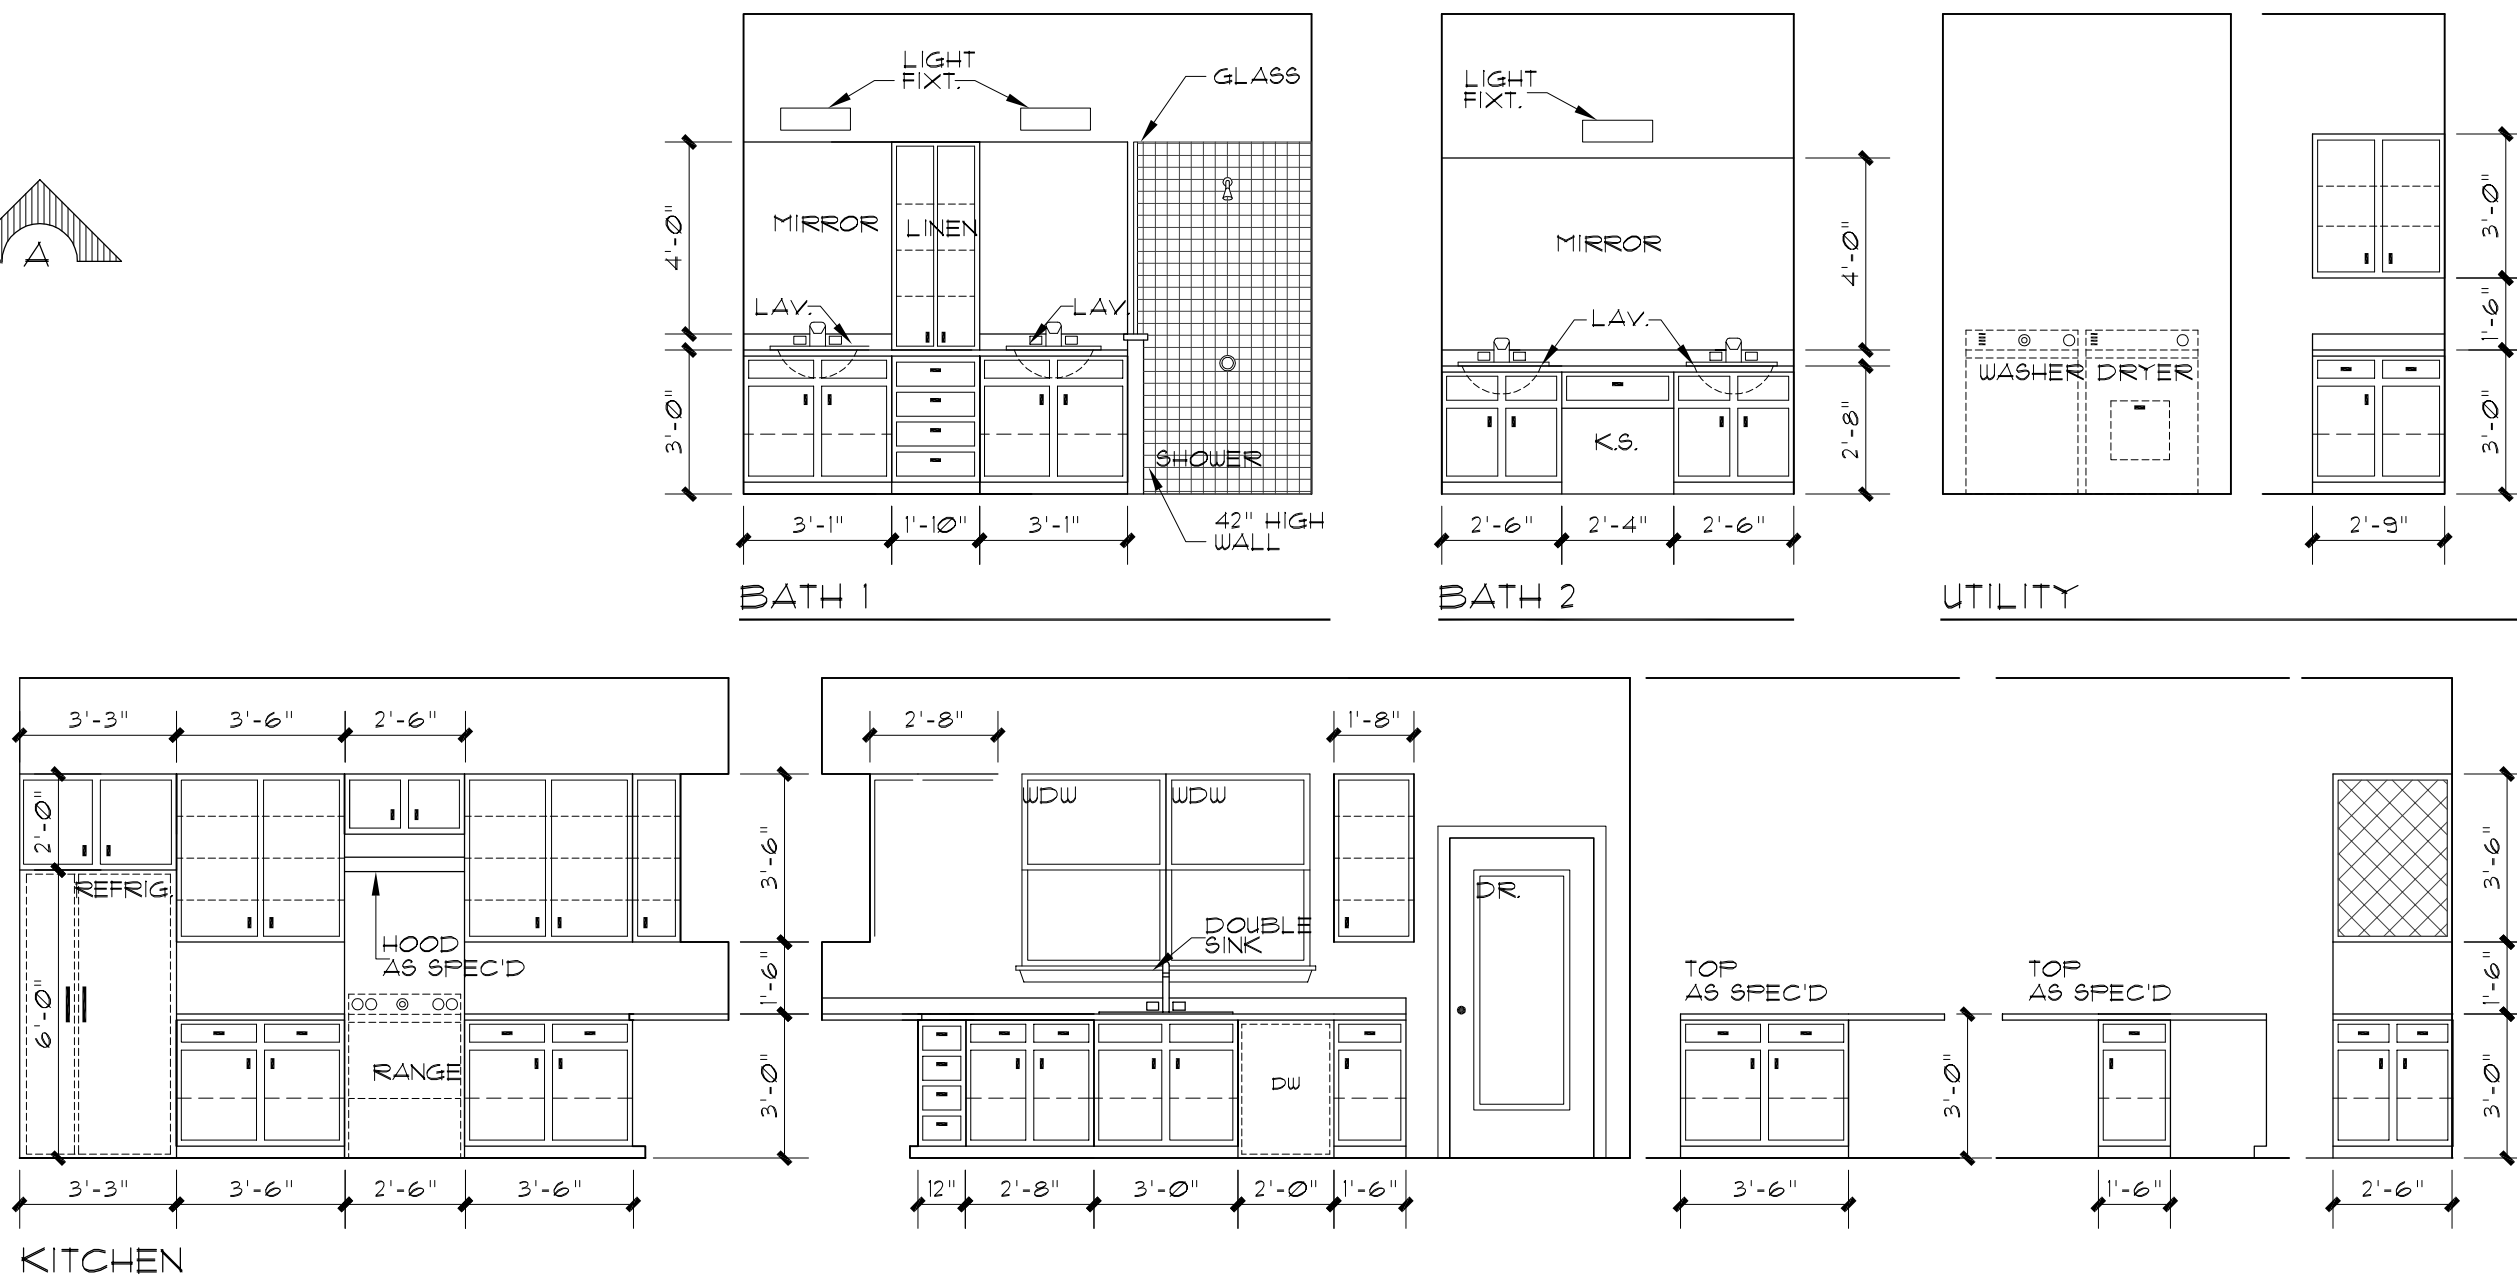 A
LIGHT
FIXT.
GLASS
MIRROR
LINEN
LAV.
LAV.
4'-0"
3'-0"
SHOWER
3'-1"
1'-10"
3'-1"
42" HIGH
WALL
BATH 1
LIGHT
FIXT.
MIRROR
LAV.
K.S.
4'-0"
2'-8"
2'-6"
2'-4"
2'-6"
BATH 2
WASHER
DRYER
3'-0"
1'-6"
3'-0"
2'-9"
UTILITY
3'-3"
3'-6"
2'-6"
2'-0"
REFRIG.
6'-0"
HOOD
AS SPEC'D
RANGE
3'-6"
1'-6"
3'-0"
3'-3"
3'-6"
2'-6"
3'-6"
KITCHEN
2'-8"
1'-8"
WDW
WDW
DOUBLE
SINK
DR.
DW
12"
2'-8"
3'-0"
2'-0"
1'-6"
TOP
AS SPEC'D
3'-0"
3'-6"
TOP
AS SPEC'D
1'-6"
3'-6"
1'-6"
3'-0"
2'-6"